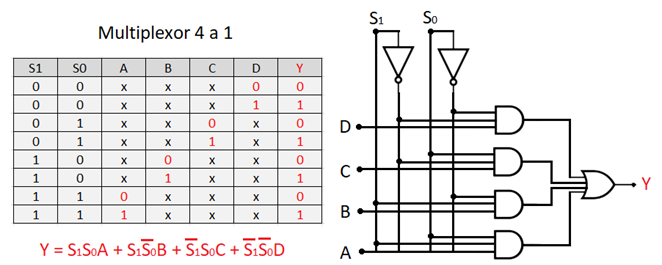 Multiplexor 4 a 1
S1 S0 A B C D Y
0 0 x x x 0 0
0 0 x x x 1 1
0 1 x x 0 x 0
0 1 x x 1 x 1
1 0 x 0 x x 0
1 0 x 1 x x 1
1 1 0 x x x 0
1 1 1 x x x 1
Y = S₁S₀A + S₁S̅₀B + S̅₁S₀C + S̅₁S̅₀D
S₁ S₀
D
C
Y
B
A